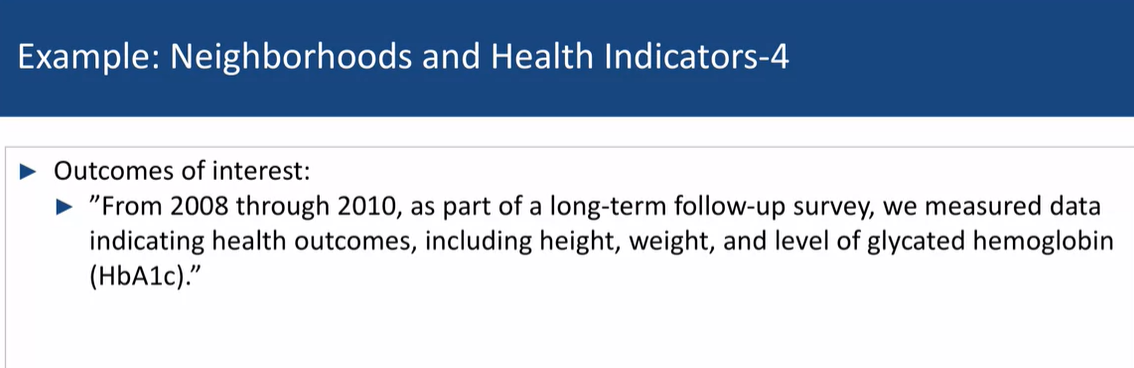 Example: Neighborhoods and Health Indicators-4
► Outcomes of interest:
► ”From 2008 through 2010, as part of a long-term follow-up survey, we measured data
indicating health outcomes, including height, weight, and level of glycated hemoglobin
(HbA1c).”